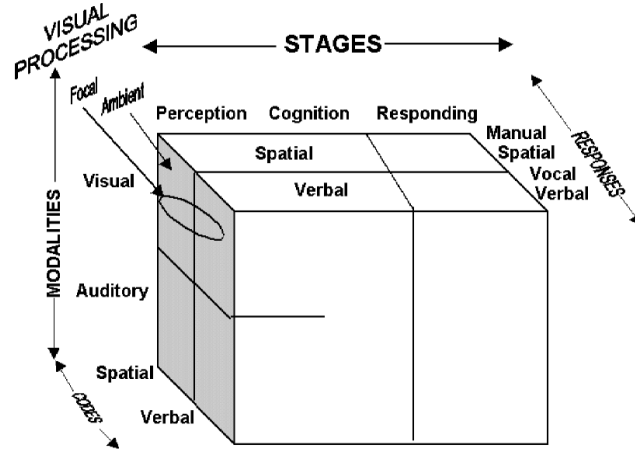 VISUAL
PROCESSING
STAGES
Focal
Ambient
Perception Cognition Responding
Manual
Spatial
Vocal
Verbal
RESPONSES
Spatial
Verbal
Visual
MODALITIES
Auditory
Spatial
Verbal
CODES